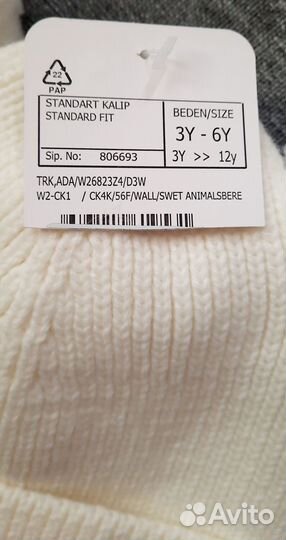 22
PAP
STANDART KALIP
STANDARD FIT
BEDEN/SIZE
3Y - 6Y
Sip. No: 806693
3Y >> 12y
TRK,ADA/W26823Z4/D3W
W2-CK1 / CK4K/56F/WALL/SWET ANIMALSBERE
Avito